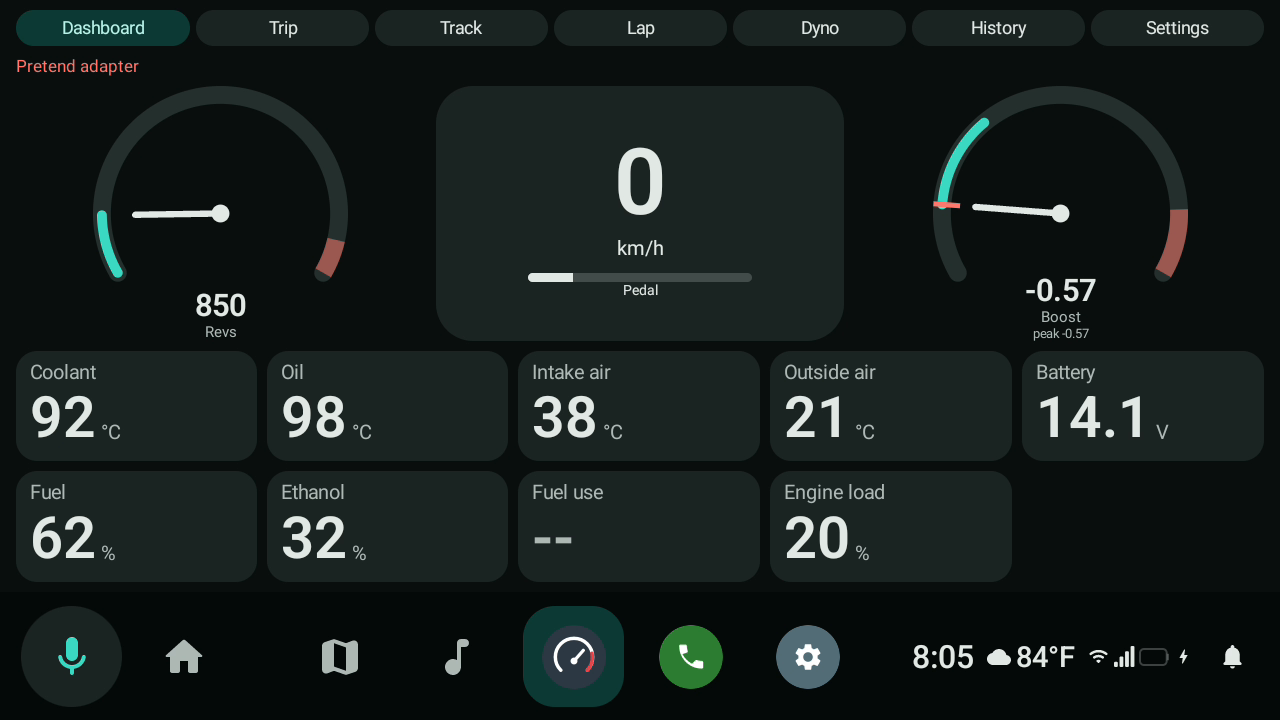 Dashboard
Trip
Track
Lap
Dyno
History
Settings
Pretend adapter
850
Revs
0
km/h
Pedal
-0.57
Boost
peak -0.57
Coolant
92 °C
Oil
98 °C
Intake air
38 °C
Outside air
21 °C
Battery
14.1 V
Fuel
62 %
Ethanol
32 %
Fuel use
--
Engine load
20 %
8:05
84°F